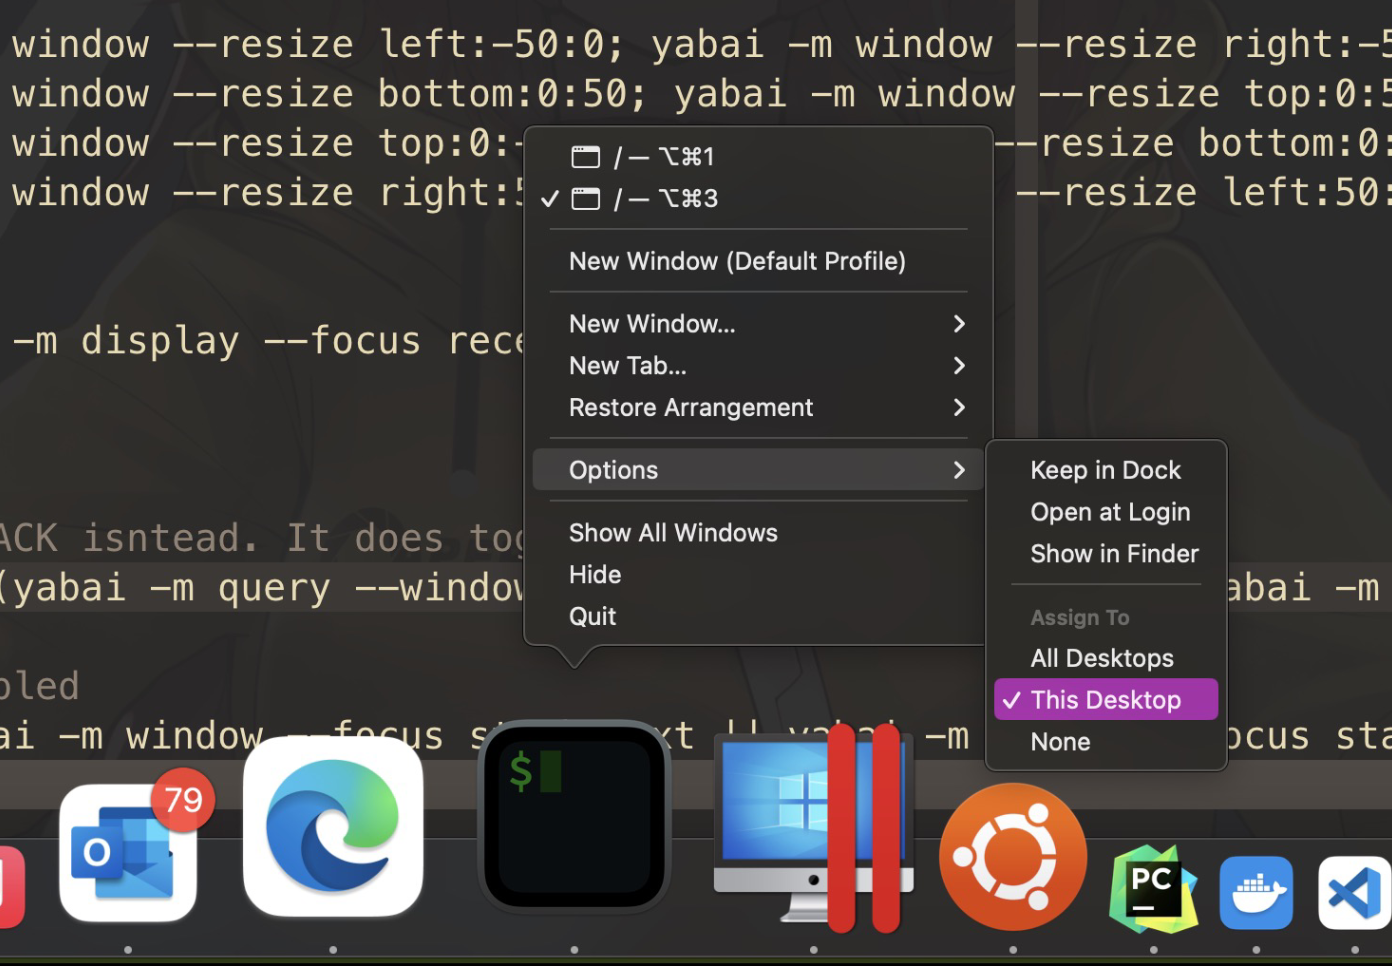 window --resize left:-50:0; yabai -m window --resize right:-5
window --resize bottom:0:50; yabai -m window --resize top:0:5
window --resize top:0:- --resize bottom:0:
window --resize right:5 --resize left:50:
/ — ⌥⌘1
✓ / — ⌥⌘3
New Window (Default Profile)
New Window...
-m display --focus rece
New Tab...
Restore Arrangement
Options
Keep in Dock
Open at Login
Show in Finder
ACK isntead. It does tog
Show All Windows
Hide
(yabai -m query --window abai -m
Quit
Assign To
All Desktops
✓ This Desktop
None
bled
ai -m window --focus st xt || yabai -m ocus sta
79
O
$
PC